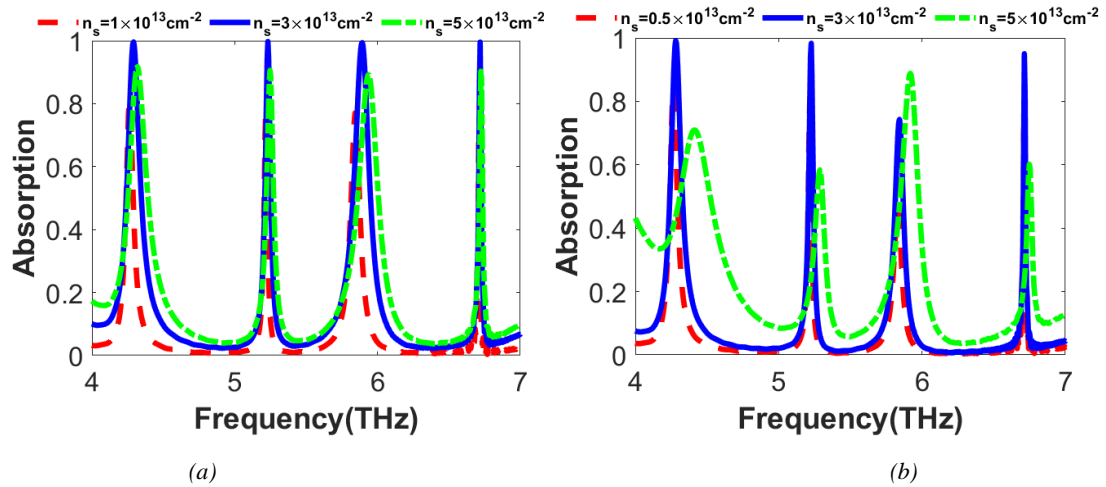 n_s=1×10^13cm^-2 n_s=3×10^13cm^-2 n_s=5×10^13cm^-2
1
0.8
0.6
0.4
0.2
0
Absorption
4 5 6 7
Frequency(THz)
(a)
n_s=0.5×10^13cm^-2 n_s=3×10^13cm^-2 n_s=5×10^13cm^-2
1
0.8
0.6
0.4
0.2
0
Absorption
4 5 6 7
Frequency(THz)
(b)